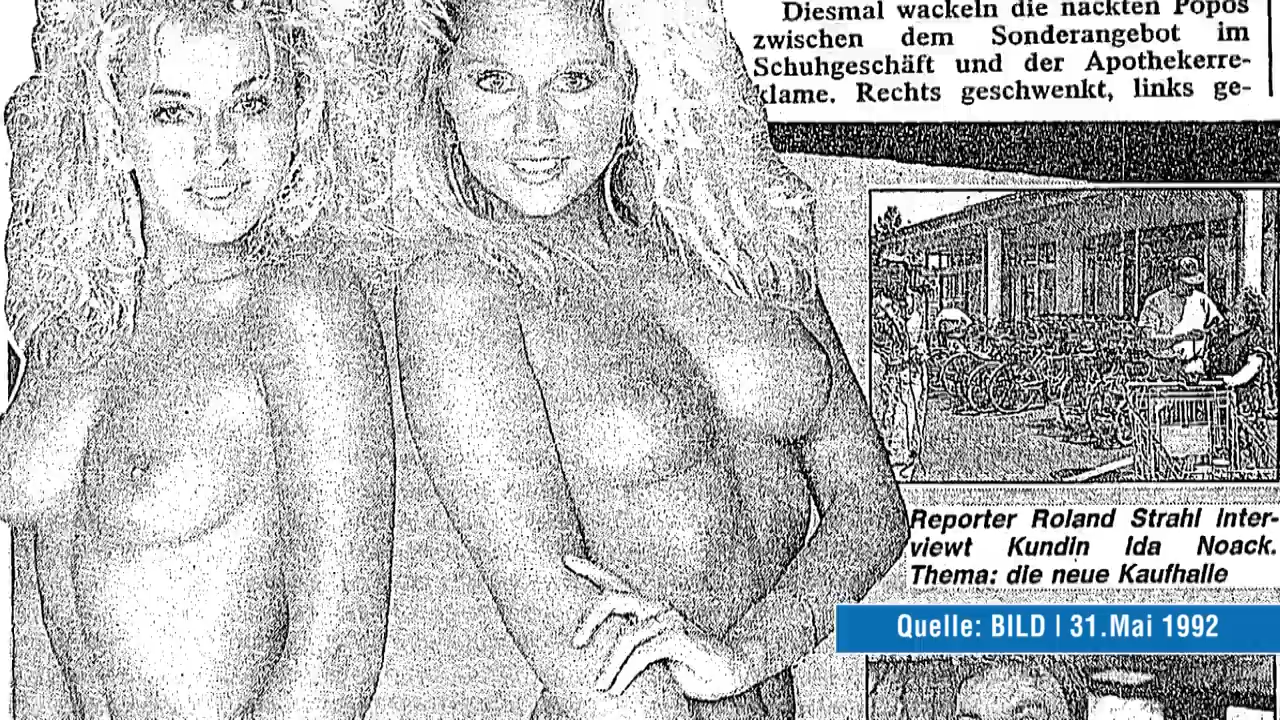 Diesmal wackeln die nackten Popos
zwischen dem Sonderangebot im
Schuhgeschäft und der Apothekerre-
klame. Rechts geschwenkt, links ge-
Reporter Roland Strahl inter-
viewt Kundin Ida Noack.
Thema: die neue Kaufhalle
Quelle: BILD | 31.Mai 1992